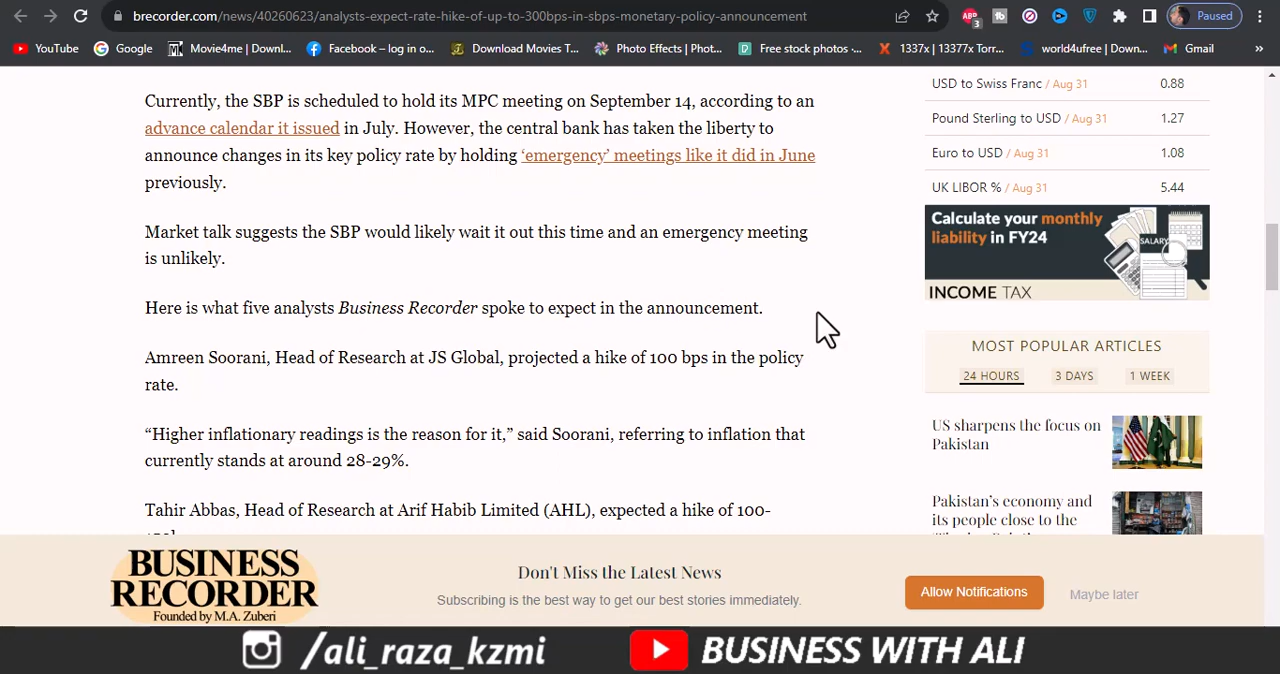 brecorder.com/news/40260623/analysts-expect-rate-hike-of-up-to-300bps-in-sbps-monetary-policy-announcement
ABP
3
Paused
YouTube
Google
Movie4me | Downl...
Facebook – log in o...
Download Movies T...
Photo Effects | Phot...
Free stock photos -...
1337x | 13377x Torr...
world4ufree | Down...
Gmail
»
Currently, the SBP is scheduled to hold its MPC meeting on September 14, according to an
advance calendar it issued in July. However, the central bank has taken the liberty to
announce changes in its key policy rate by holding ‘emergency’ meetings like it did in June
previously.
Market talk suggests the SBP would likely wait it out this time and an emergency meeting
is unlikely.
Here is what five analysts Business Recorder spoke to expect in the announcement.
Amreen Soorani, Head of Research at JS Global, projected a hike of 100 bps in the policy
rate.
“Higher inflationary readings is the reason for it,” said Soorani, referring to inflation that
currently stands at around 28-29%.
Tahir Abbas, Head of Research at Arif Habib Limited (AHL), expected a hike of 100-
USD to Swiss Franc / Aug 31 0.88
Pound Sterling to USD / Aug 31 1.27
Euro to USD / Aug 31 1.08
UK LIBOR % / Aug 31 5.44
Calculate your monthly
liability in FY24
SALARY
INCOME TAX
MOST POPULAR ARTICLES
24 HOURS 3 DAYS 1 WEEK
US sharpens the focus on
Pakistan
Pakistan’s economy and
its people close to the
BUSINESS
RECORDER
Founded by M.A. Zuberi
Don't Miss the Latest News
Subscribing is the best way to get our best stories immediately.
Allow Notifications
Maybe later
/ali_raza_kzmi
BUSINESS WITH ALI